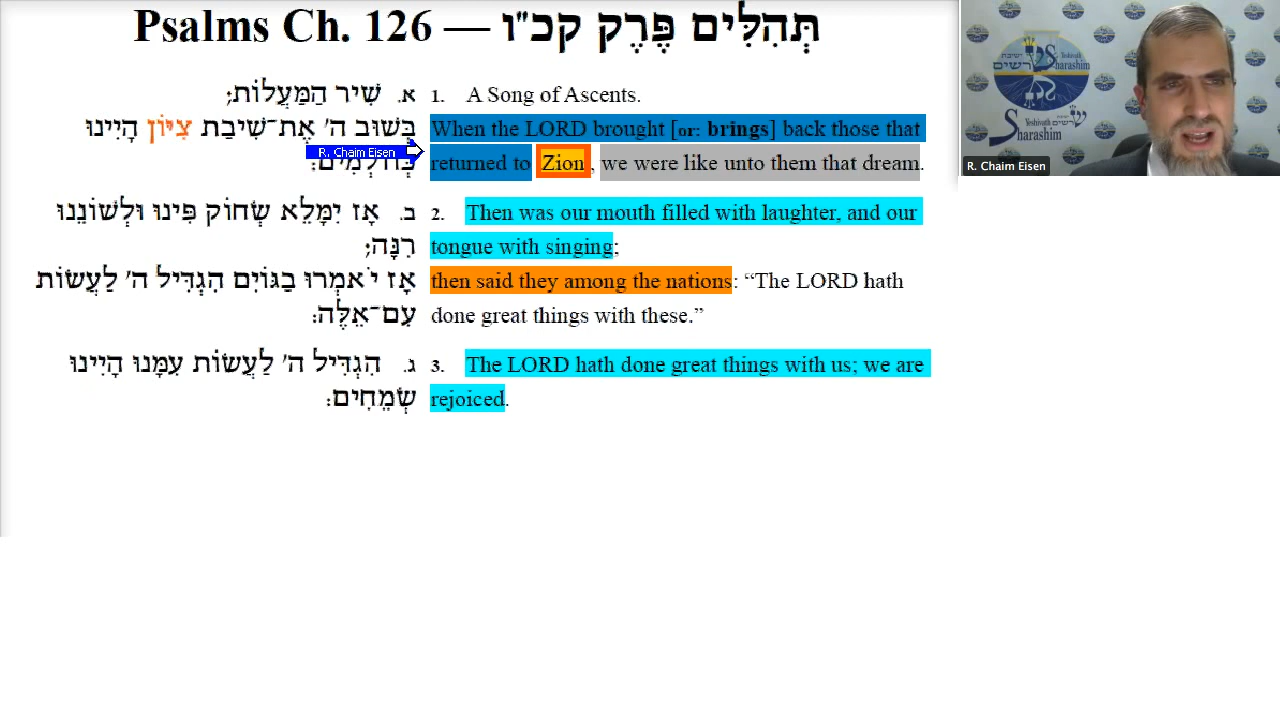 Psalms Ch. 126 — תְּהִלִּים פֶּרֶק קכ"ו
א. שִׁיר הַמַּעֲלוֹת;
1. A Song of Ascents.
בְּשׁוּב ה' אֶת־שִׁיבַת צִיּוֹן הָיִינוּ
When the LORD brought [or: brings] back those that
R. Chaim Eisen
returned to Zion, we were like unto them that dream.
R. Chaim Eisen
ב. אָז יִמָּלֵא שְׂחוֹק פִּינוּ וּלְשׁוֹנֵנוּ
2. Then was our mouth filled with laughter, and our
רִנָּה;
tongue with singing;
אָז יֹאמְרוּ בַגּוֹיִם הִגְדִּיל ה' לַעֲשׂוֹת
then said they among the nations: “The LORD hath
עִם־אֵלֶּה:
done great things with these.”
ג. הִגְדִּיל ה' לַעֲשׂוֹת עִמָּנוּ הָיִינוּ
3. The LORD hath done great things with us; we are
שְׂמֵחִים:
rejoiced.
Yeshivath
Sharashim
Yeshivath
Sharashim